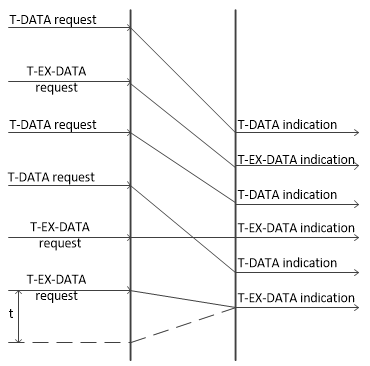 T-DATA request
T-EX-DATA
request
T-DATA request
T-DATA request
T-EX-DATA
request
T-EX-DATA
request
t
T-DATA indication
T-EX-DATA indication
T-DATA indication
T-EX-DATA indication
T-DATA indication
T-EX-DATA indication